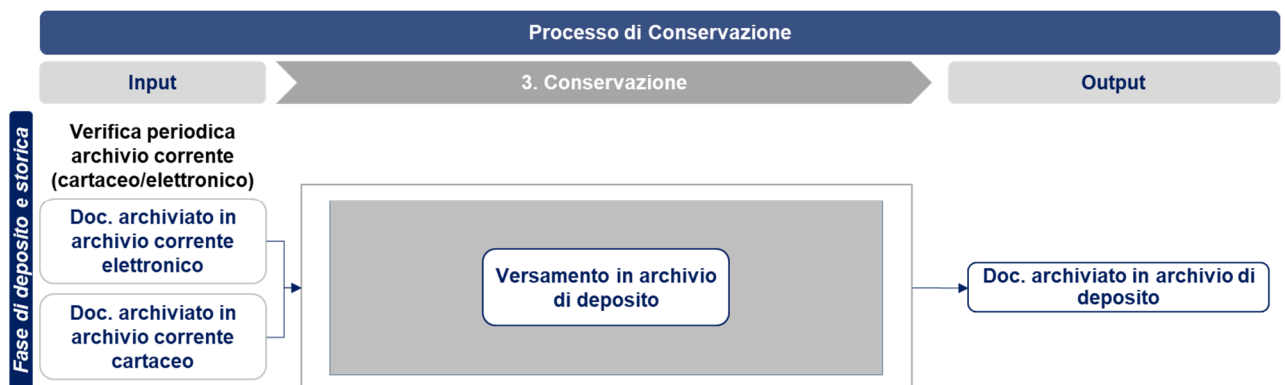 Processo di Conservazione
Input
3. Conservazione
Output
Fase di deposito e storica
Verifica periodica
archivio corrente
(cartaceo/elettronico)
Doc. archiviato in
archivio corrente
elettronico
Doc. archiviato in
archivio corrente
cartaceo
Versamento in archivio
di deposito
Doc. archiviato in archivio di
deposito